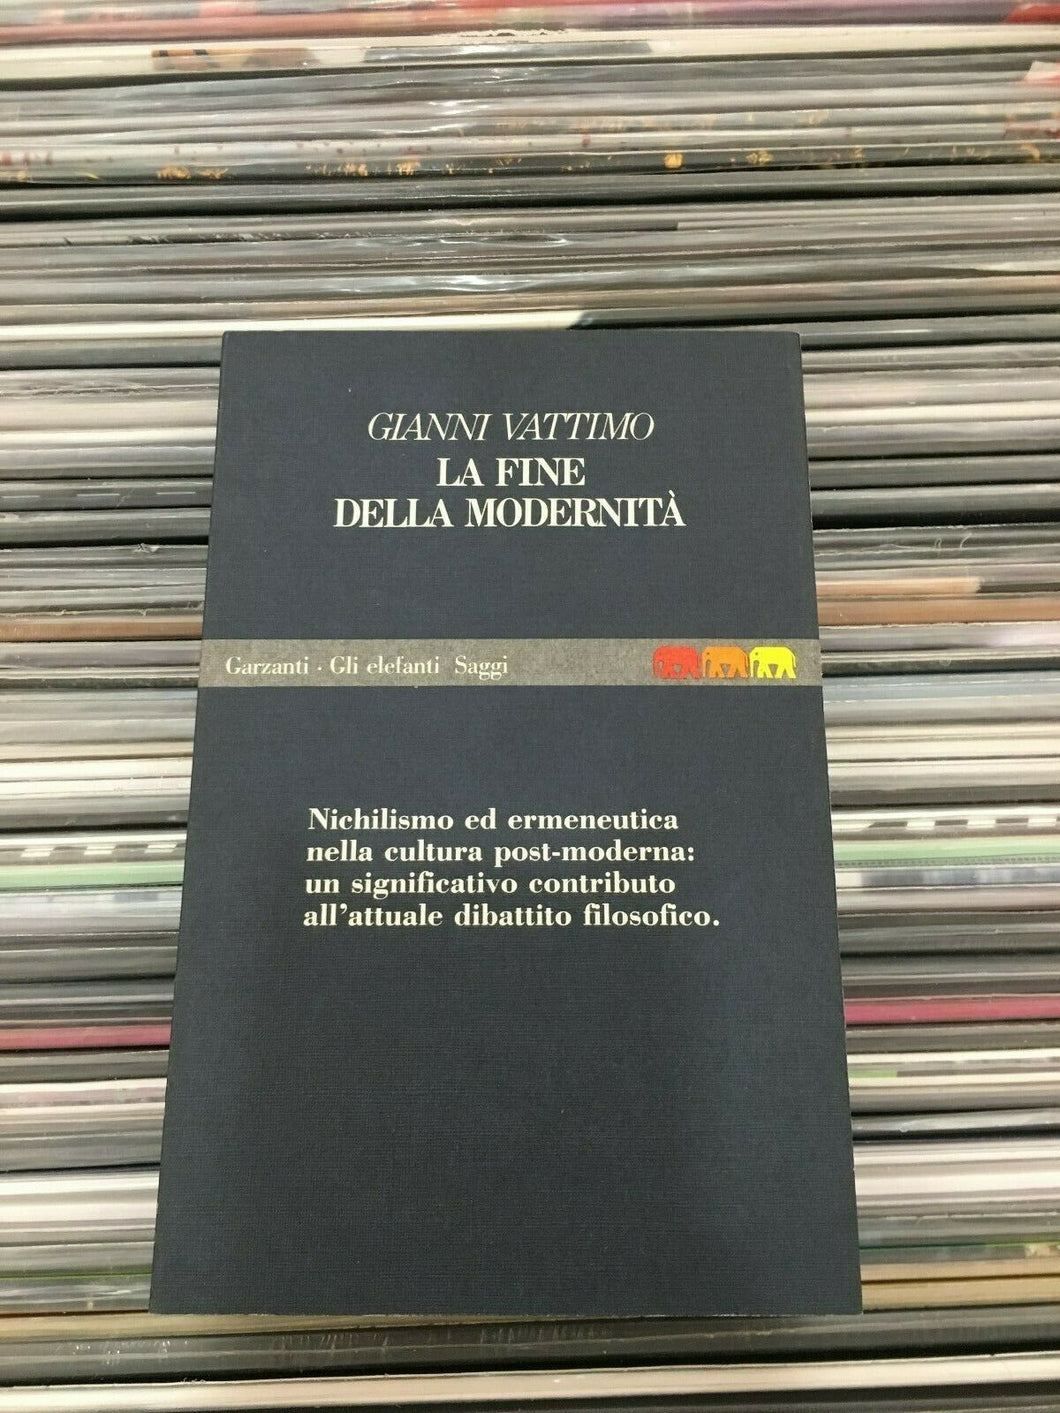 GIANNI VATTIMO
LA FINE
DELLA MODERNITÀ
Garzanti · Gli elefanti Saggi
Nichilismo ed ermeneutica
nella cultura post-moderna:
un significativo contributo
all'attuale dibattito filosofico.